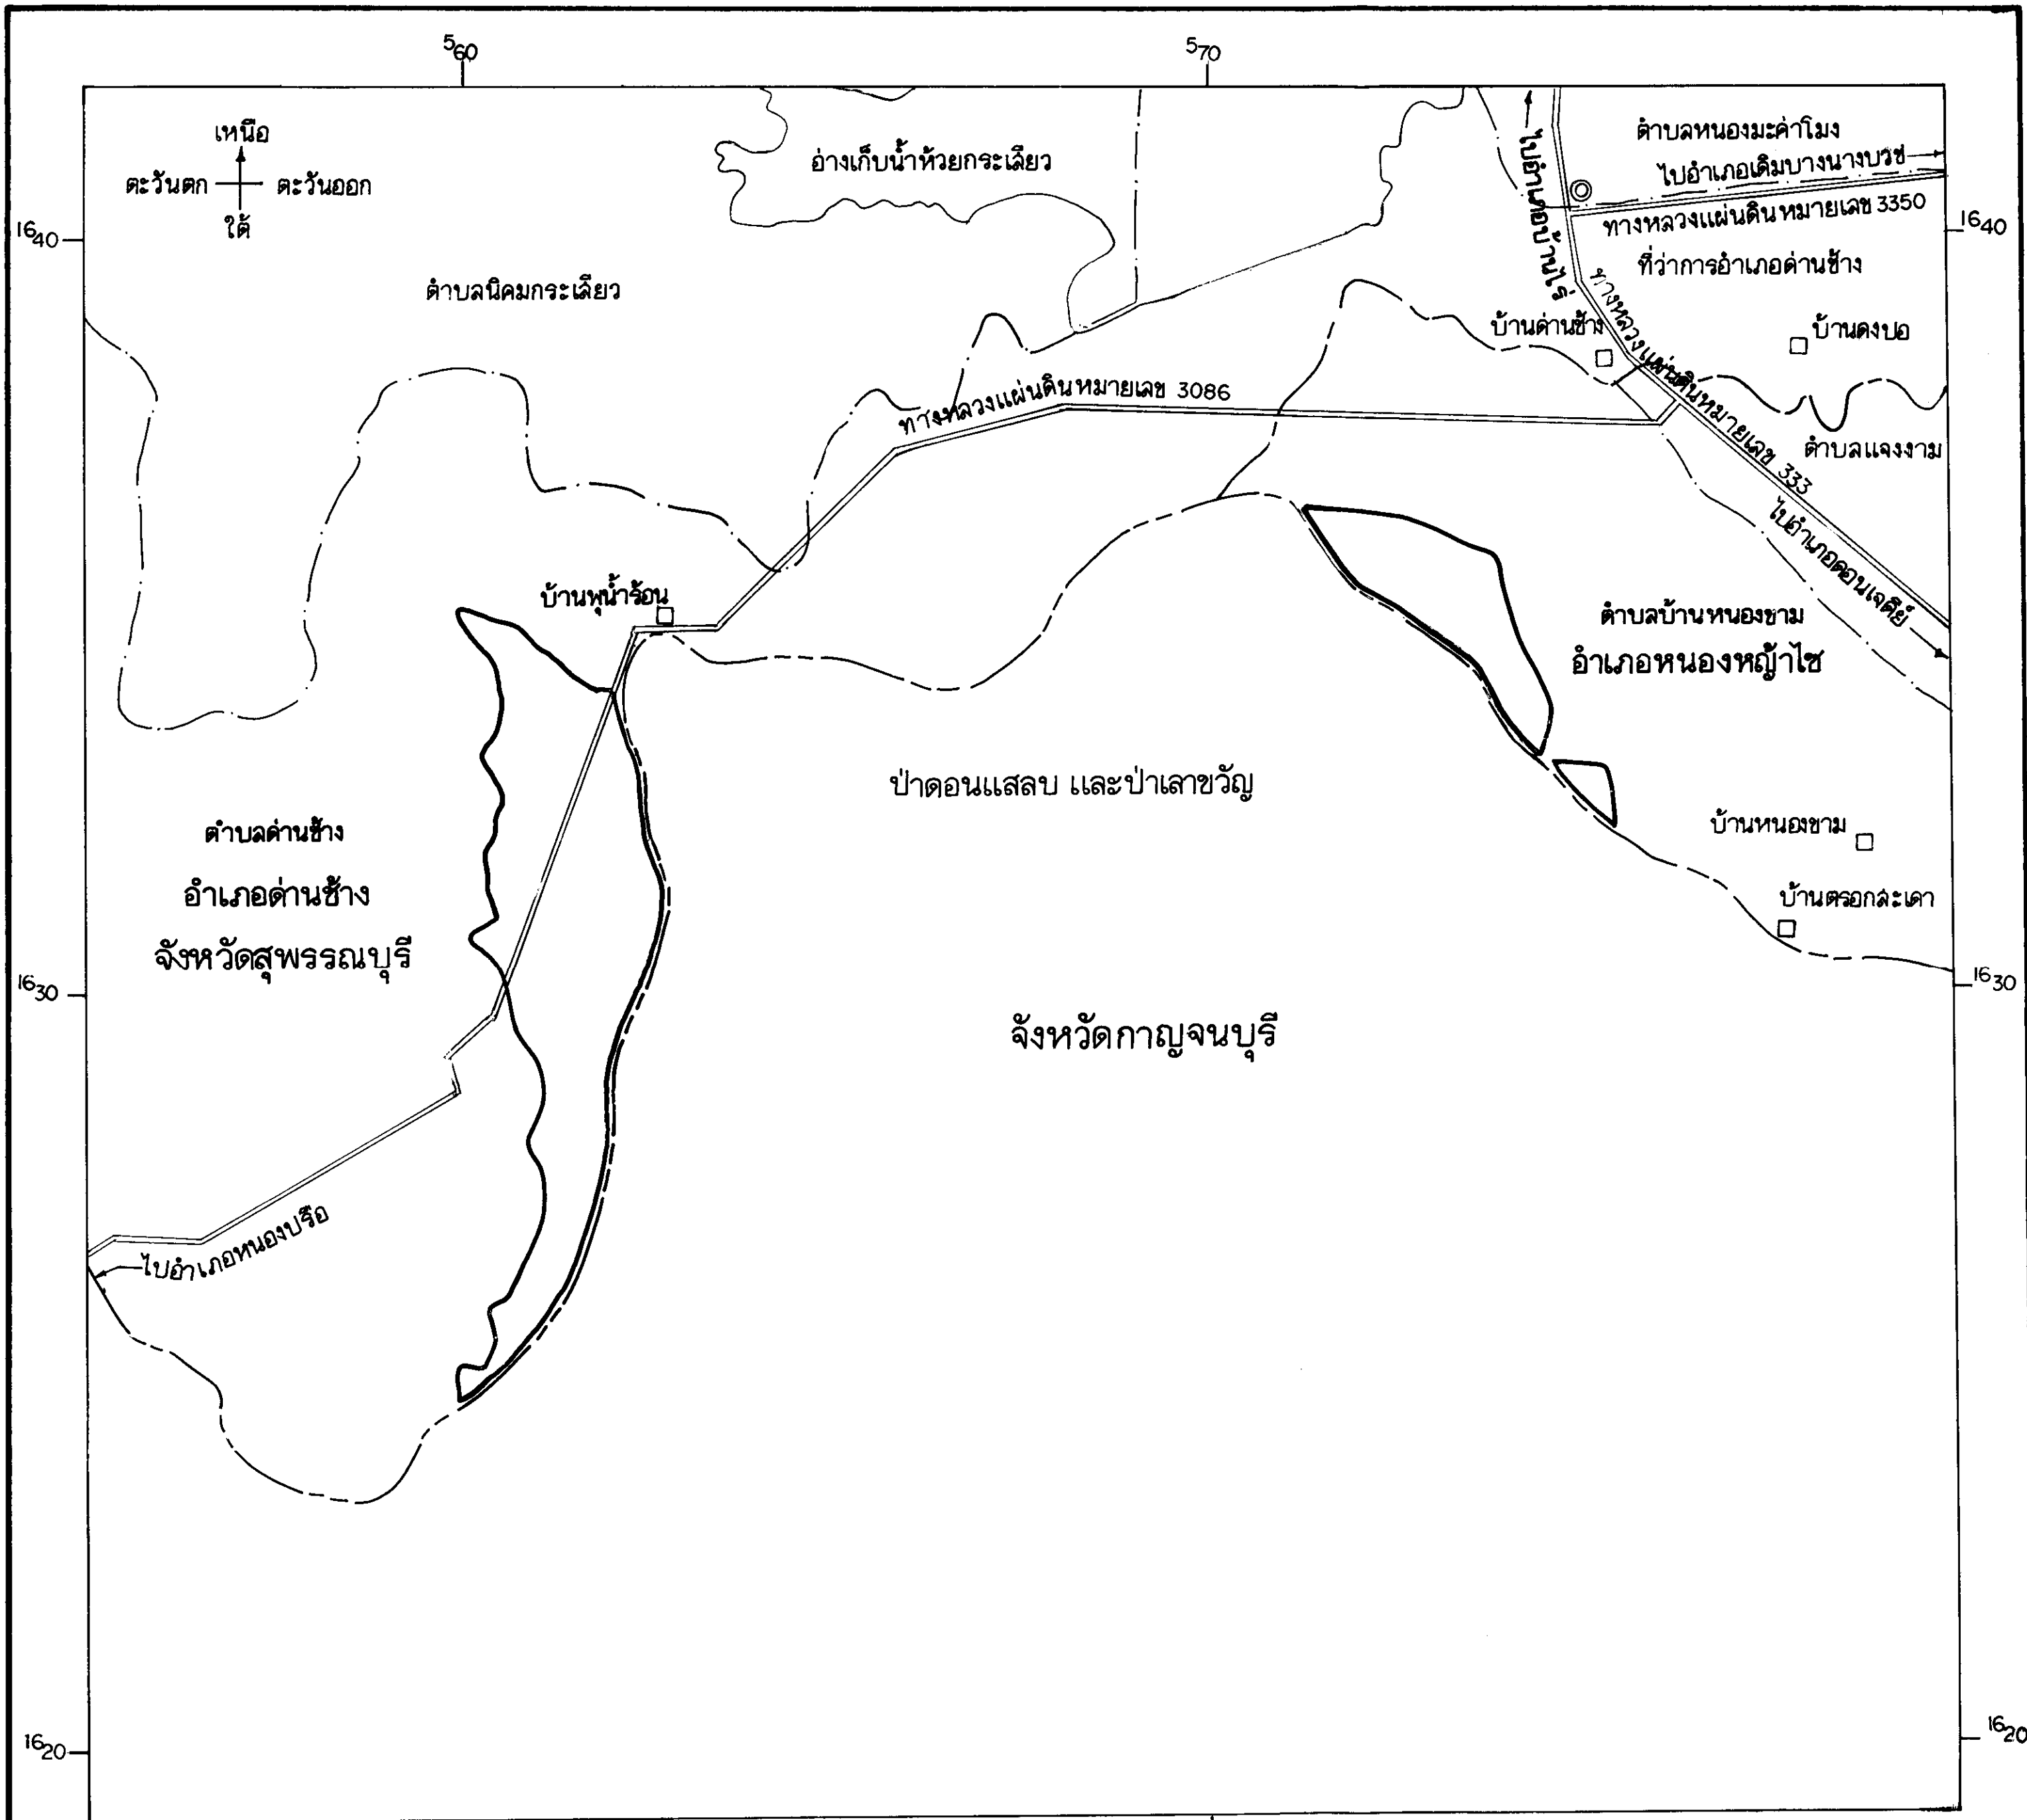 560
570
เหนือ
ตะวันตก
ตะวันออก
ใต้
1640
1640
อ่างเก็บน้ำห้วยกระเสียว
ตำบลหนองมะค่าโมง
ไปอำเภอเดิมบางนางบวช
ทางหลวงแผ่นดินหมายเลข 3350
ไปอำเภอบ้านไร่
ที่ว่าการอำเภอด่านช้าง
ตำบลนิคมกระเสียว
บ้านด่านช้าง
บ้านดงปอ
ทางหลวงแผ่นดินหมายเลข 333
ทางหลวงแผ่นดินหมายเลข 3086
ตำบลแจงงาม
ไปอำเภอดอนเจดีย์
บ้านพุน้ำร้อน
ตำบลบ้านหนองขาม
อำเภอหนองหญ้าไซ
ป่าดอนแสลบ และป่าเลาขวัญ
ตำบลด่านช้าง
อำเภอด่านช้าง
จังหวัดสุพรรณบุรี
บ้านหนองขาม
บ้านตรอกสะเดา
1630
1630
จังหวัดกาญจนบุรี
ไปอำเภอหนองปรือ
1620
1620